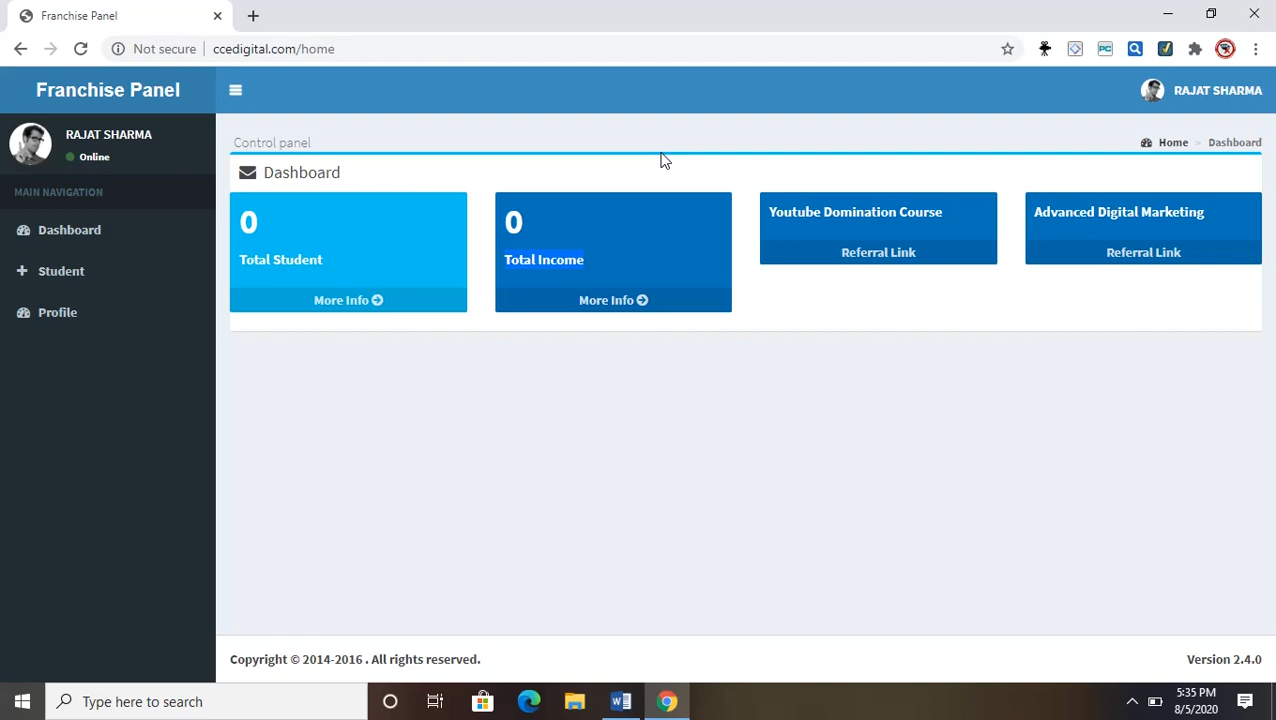 Franchise Panel
Not secure
ccedigital.com/home
Franchise Panel
RAJAT SHARMA
RAJAT SHARMA
Online
MAIN NAVIGATION
Dashboard
Student
Profile
Control panel
Home > Dashboard
Dashboard
0
Total Student
More Info
0
Total Income
More Info
Youtube Domination Course
Referral Link
Advanced Digital Marketing
Referral Link
Copyright © 2014-2016 . All rights reserved.
Version 2.4.0
Type here to search
5:35 PM
8/5/2020